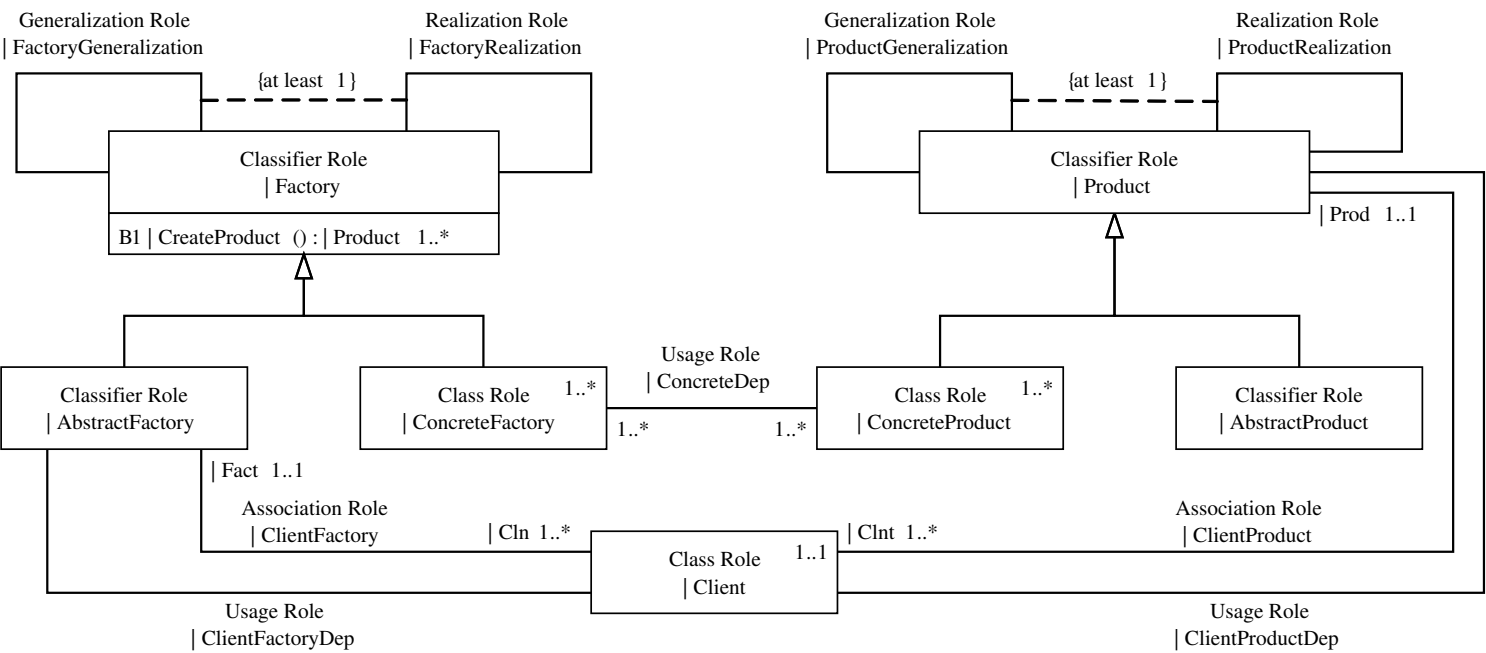 Generalization Role
| FactoryGeneralization
Realization Role
| FactoryRealization
{at least 1}
Classifier Role
| Factory
B1 | CreateProduct () : | Product 1..*
Generalization Role
| ProductGeneralization
Realization Role
| ProductRealization
{at least 1}
Classifier Role
| Product
| Prod 1..1
Classifier Role
| AbstractFactory
Class Role 1..*
| ConcreteFactory
Usage Role
| ConcreteDep
1..*
1..*
Class Role 1..*
| ConcreteProduct
Classifier Role
| AbstractProduct
| Fact 1..1
Association Role
| ClientFactory
| Cln 1..*
Class Role 1..1
| Client
| Clnt 1..*
Association Role
| ClientProduct
Usage Role
| ClientFactoryDep
Usage Role
| ClientProductDep